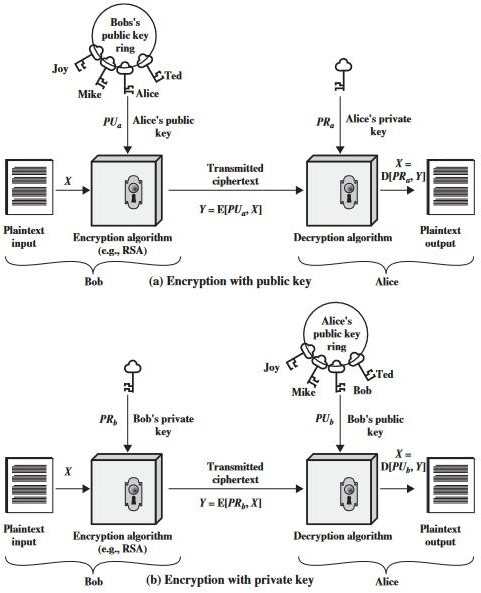 Bobs's
public key
ring
Joy
Ted
Mike
Alice
PUa
Alice's public
key
PRa
Alice's private
key
X
Transmitted
ciphertext
X =
D[PRa, Y]
Y = E[PUa, X]
Plaintext
input
Encryption algorithm
(e.g., RSA)
Decryption algorithm
Plaintext
output
Bob
(a) Encryption with public key
Alice
Alice's
public key
ring
Joy
Ted
Mike
Bob
PRb
Bob's private
key
PUb
Bob's public
key
X
Transmitted
ciphertext
X =
D[PUb, Y]
Y = E[PRb, X]
Plaintext
input
Encryption algorithm
(e.g., RSA)
Decryption algorithm
Plaintext
output
Bob
(b) Encryption with private key
Alice